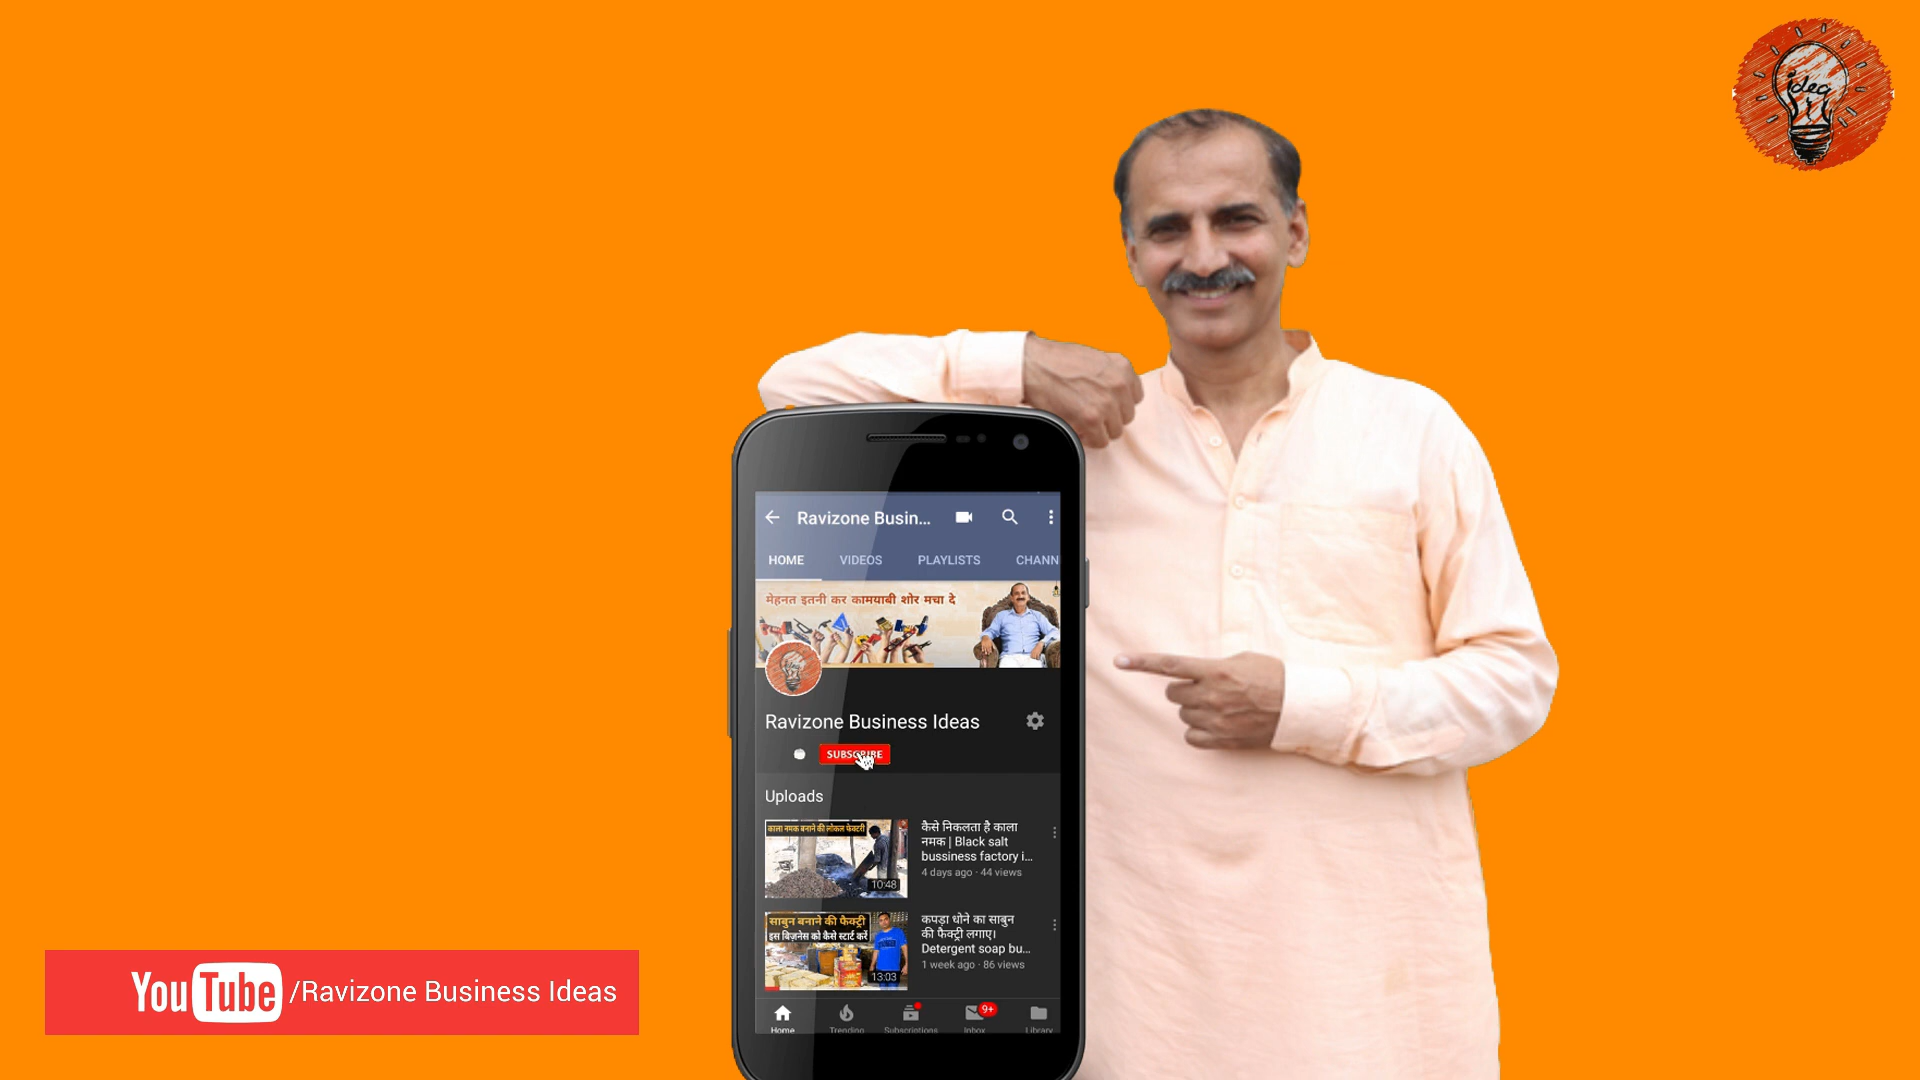 idea
Ravizone Busin...
HOME VIDEOS PLAYLISTS CHANN
मेहनत इतनी कर कामयाबी शोर मचा दे
idea
Ravizone Business Ideas
SUBSCRIBE
Uploads
काला नमक बनाने की लोकल फेक्टरी
10:48
कैसे निकलता है काला
नमक | Black salt
bussiness factory i...
4 days ago · 44 views
साबुन बनाने की फैक्ट्री
इस बिज़नेस को कैसे स्टार्ट करें
13:03
कपड़ा धोने का साबुन
की फैक्ट्री लगाए।
Detergent soap bu...
1 week ago · 86 views
9+
Home Trending Subscriptions Inbox Library
YouTube /Ravizone Business Ideas